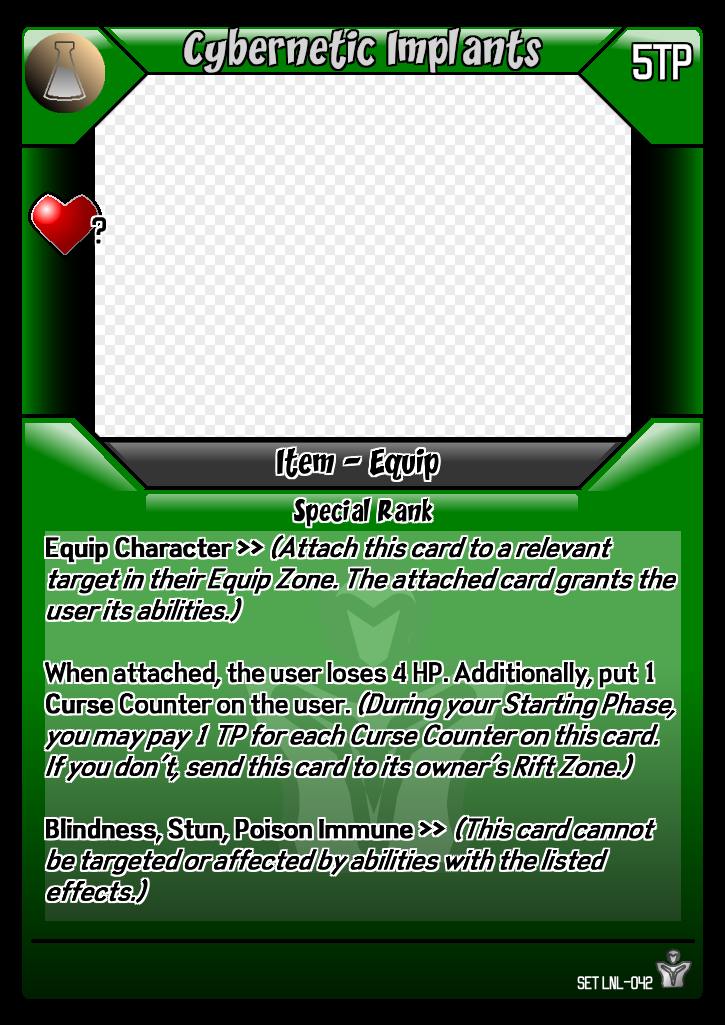 Cybernetic Implants
5TP
?
Item - Equip
Special Rank
Equip Character >> (Attach this card to a relevant
target in their Equip Zone. The attached card grants the
user its abilities.)
When attached, the user loses 4 HP. Additionally, put 1
Curse Counter on the user. (During your Starting Phase,
you may pay 1 TP for each Curse Counter on this card.
If you don't, send this card to its owner's Rift Zone.)
Blindness, Stun, Poison Immune >> (This card cannot
be targeted or affected by abilities with the listed
effects.)
SET LNL-042